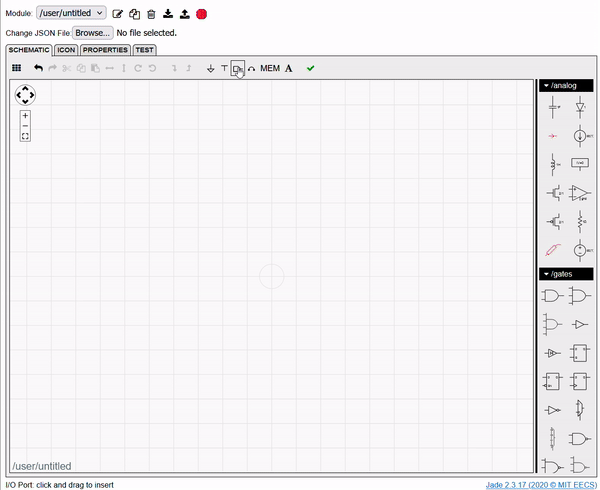 Module: /user/untitled
Change JSON File: Browse... No file selected.
SCHEMATIC ICON PROPERTIES TEST
MEM A
/analog
/gates
/user/untitled
I/O Port: click and drag to insert
Jade 2.3.17 (2020 © MIT EECS)